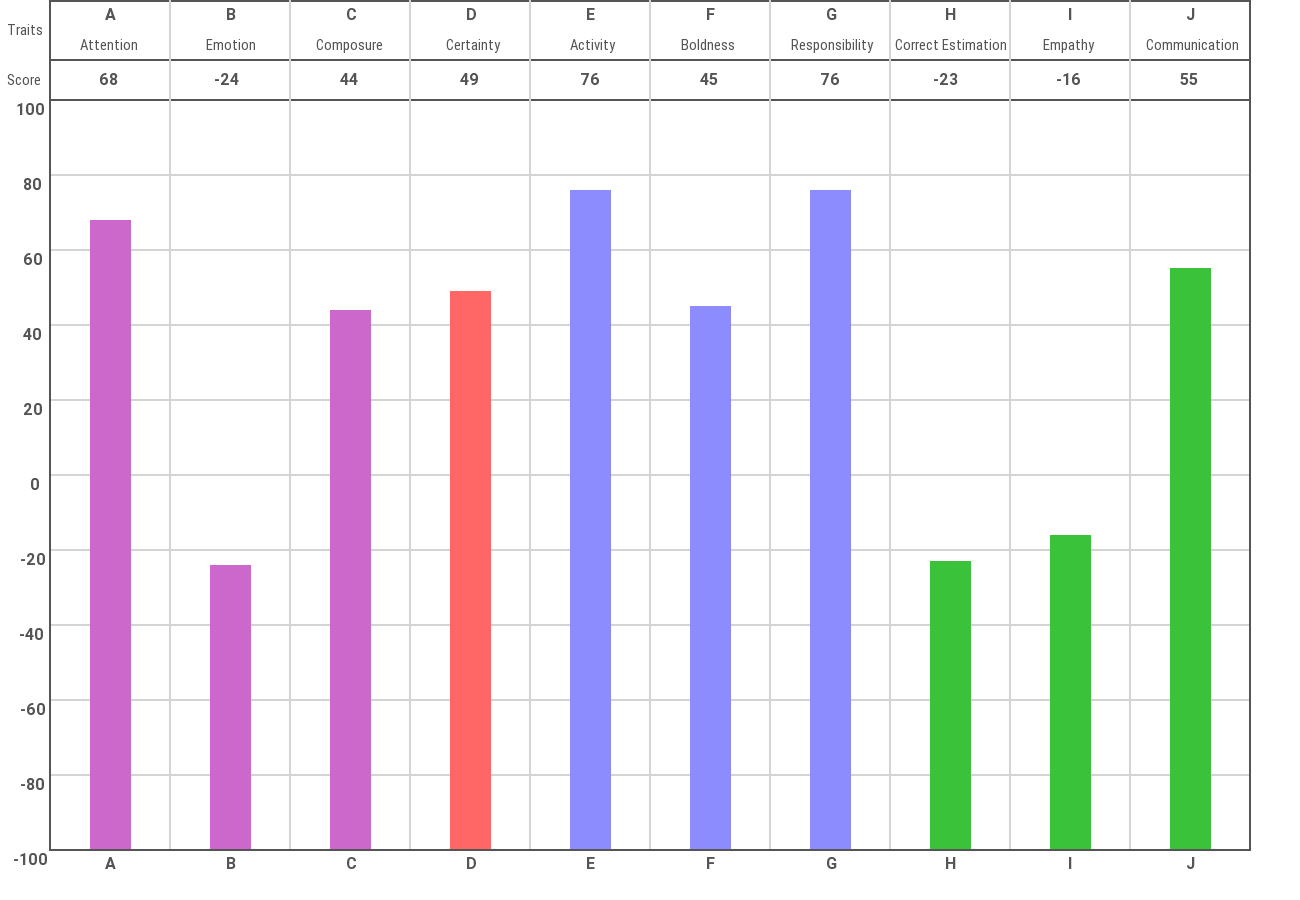 A B C D E F G H I J
Traits
Attention Emotion Composure Certainty Activity Boldness Responsibility Correct Estimation Empathy Communication
Score 68 -24 44 49 76 45 76 -23 -16 55
100
80
60
40
20
0
-20
-40
-60
-80
-100
A B C D E F G H I J